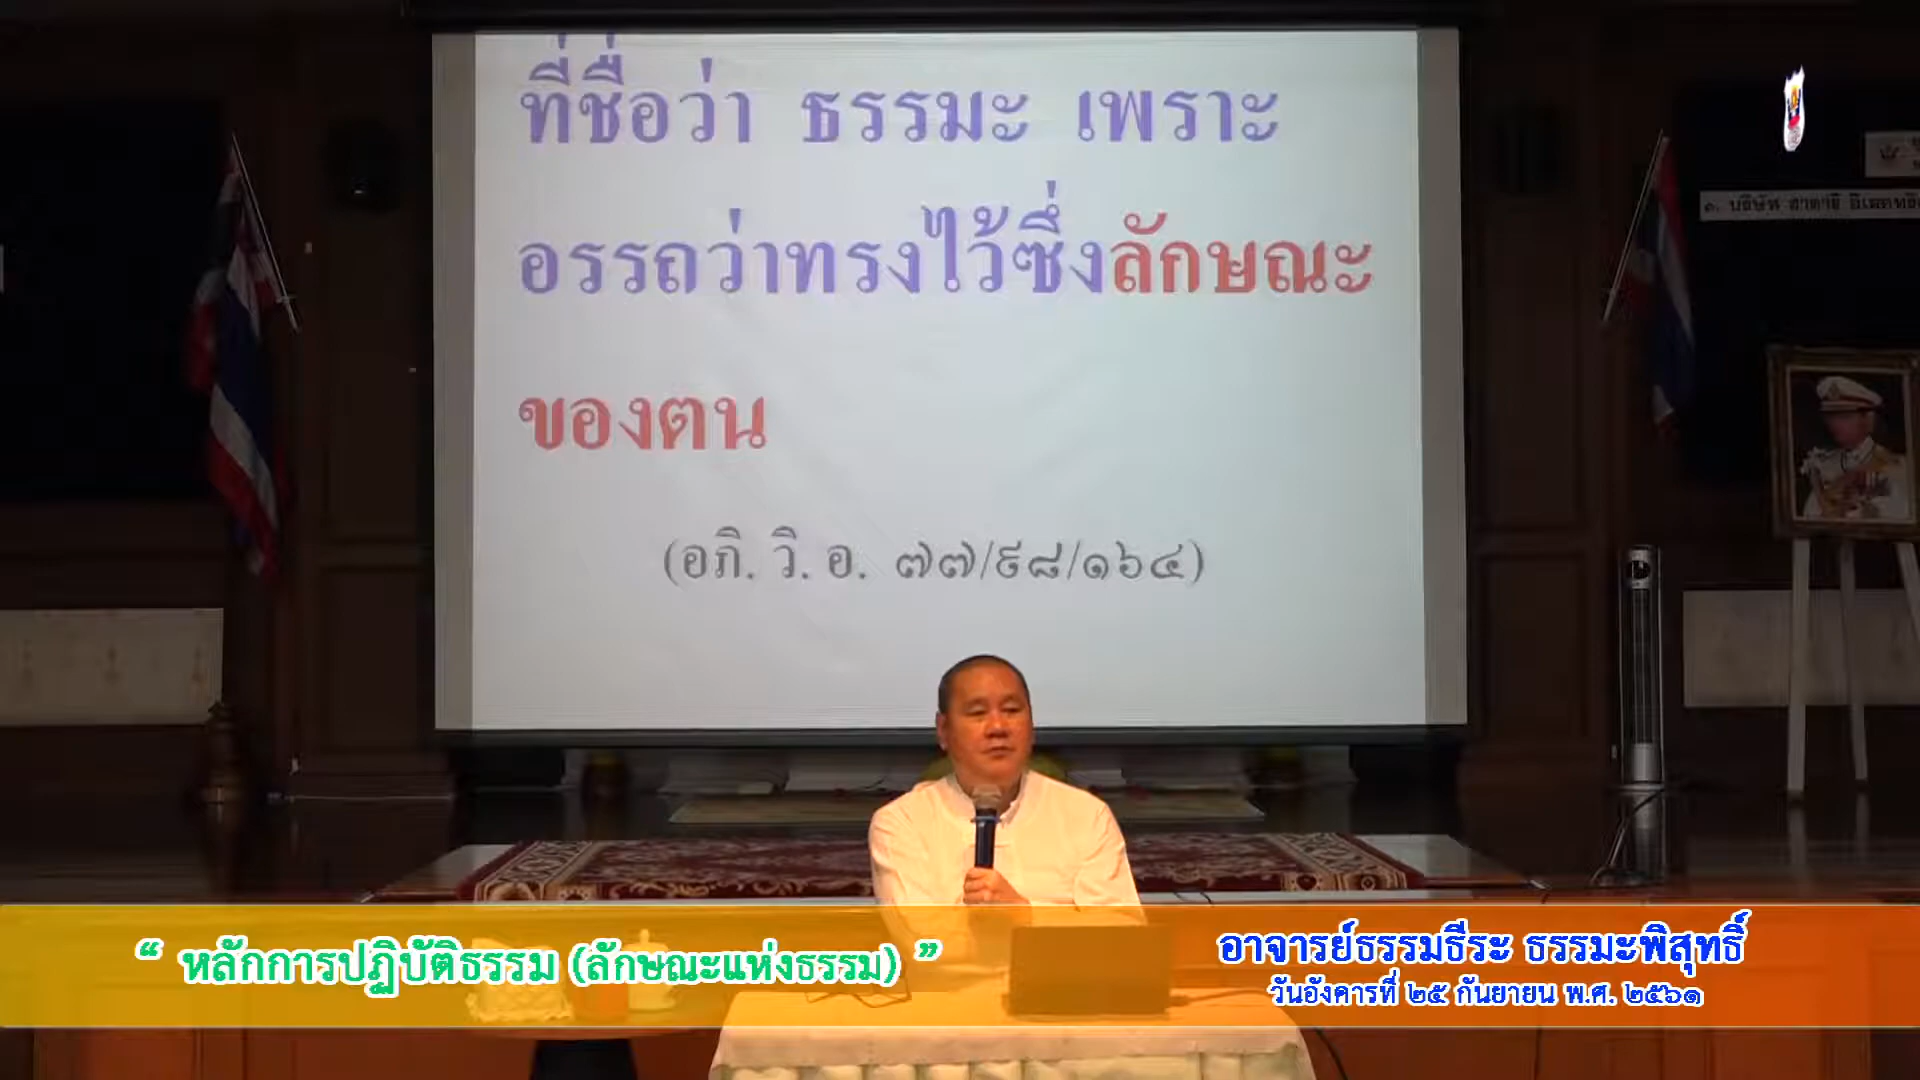 ที่ชื่อว่า ธรรมะ เพราะ
อรรถว่าทรงไว้ซึ่งลักษณะ
ของตน
(อภิ. วิ. อ. ๗๗/๙๘/๑๖๔)
“ หลักการปฏิบัติธรรม (ลักษณะแห่งธรรม) ”
อาจารย์ธรรมธีระ ธรรมะพิสุทธิ์
วันอังคารที่ ๒๕ กันยายน พ.ศ. ๒๕๖๑